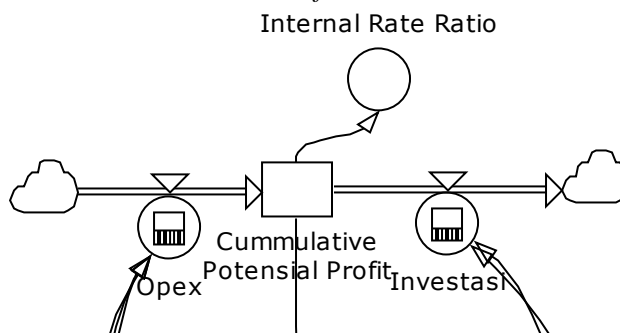 Internal Rate Ratio
Cummulative
Potensial Profit
Opex
Investasi